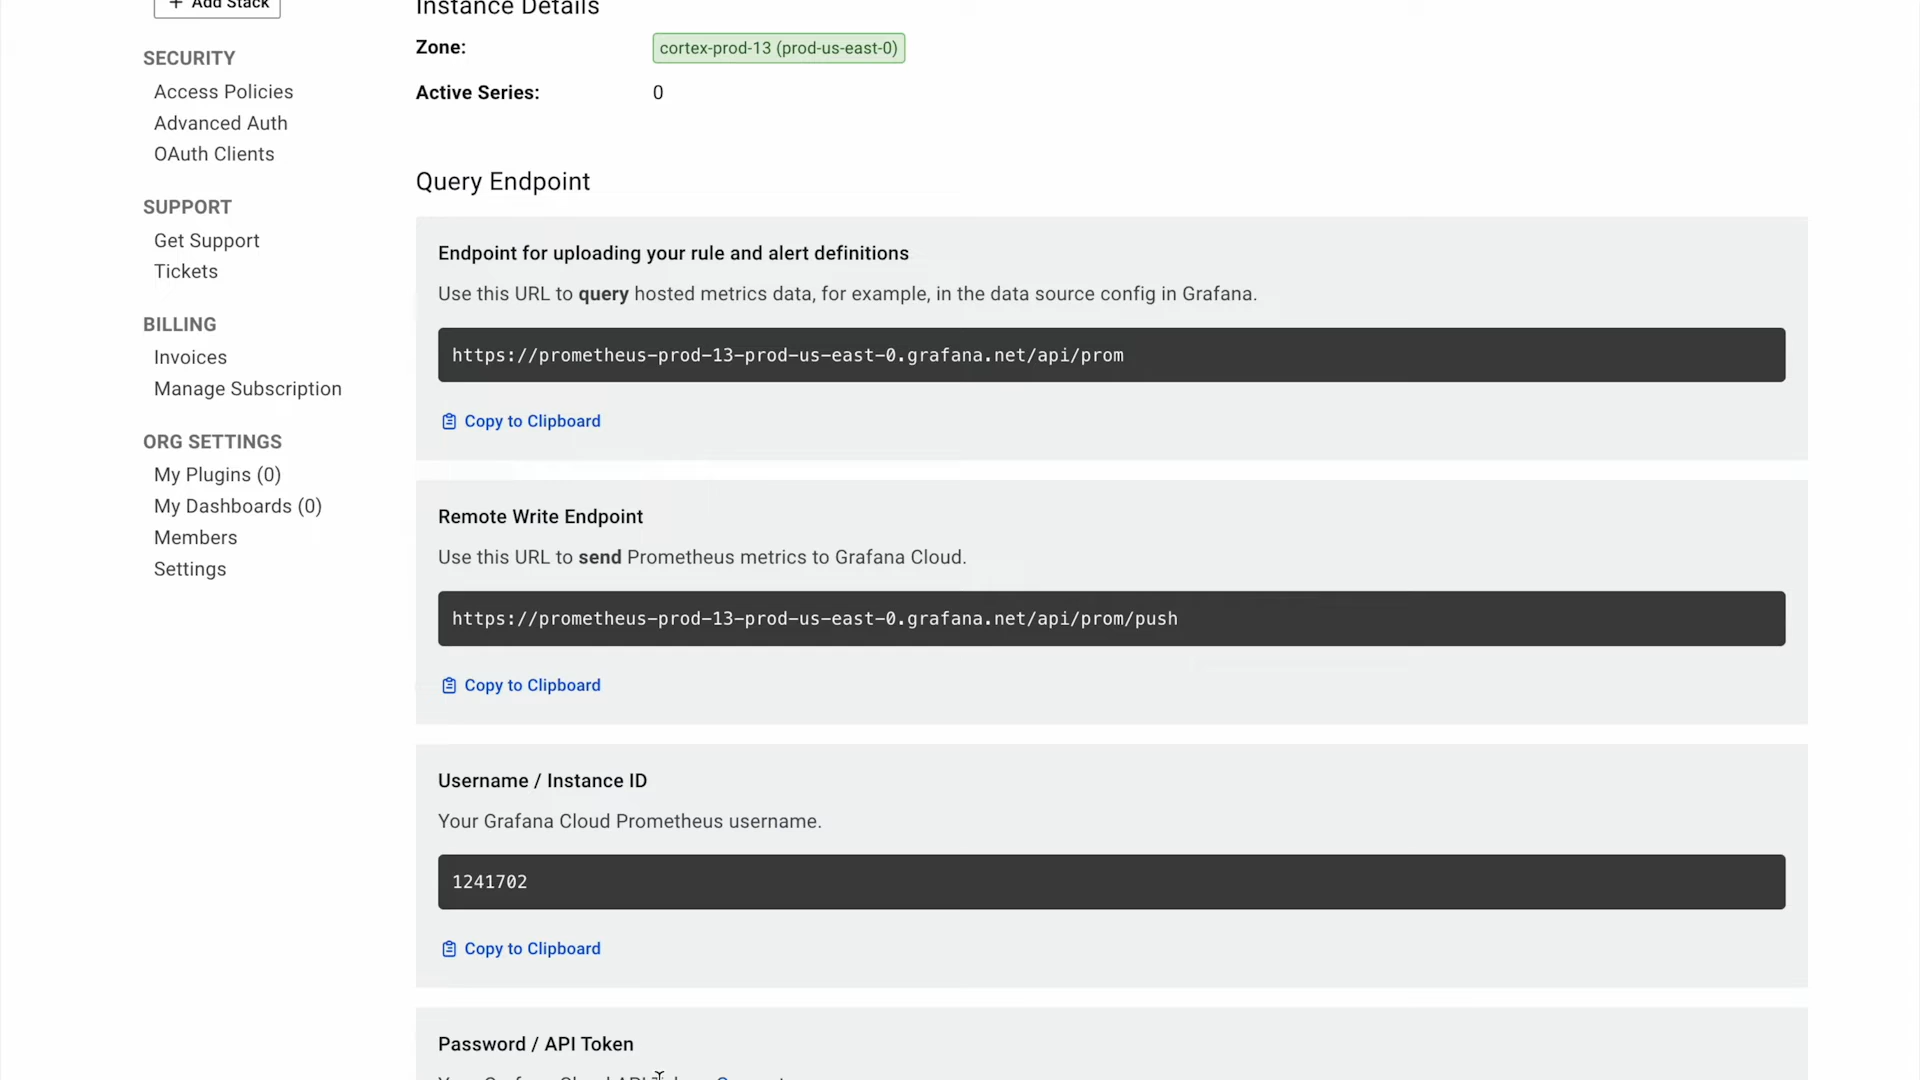 + Add Stack
SECURITY
Access Policies
Advanced Auth
OAuth Clients
SUPPORT
Get Support
Tickets
BILLING
Invoices
Manage Subscription
ORG SETTINGS
My Plugins (0)
My Dashboards (0)
Members
Settings
Instance Details
Zone: cortex-prod-13 (prod-us-east-0)
Active Series: 0
Query Endpoint
Endpoint for uploading your rule and alert definitions
Use this URL to query hosted metrics data, for example, in the data source config in Grafana.
https://prometheus-prod-13-prod-us-east-0.grafana.net/api/prom
Copy to Clipboard
Remote Write Endpoint
Use this URL to send Prometheus metrics to Grafana Cloud.
https://prometheus-prod-13-prod-us-east-0.grafana.net/api/prom/push
Copy to Clipboard
Username / Instance ID
Your Grafana Cloud Prometheus username.
1241702
Copy to Clipboard
Password / API Token
Your Grafana Cloud API